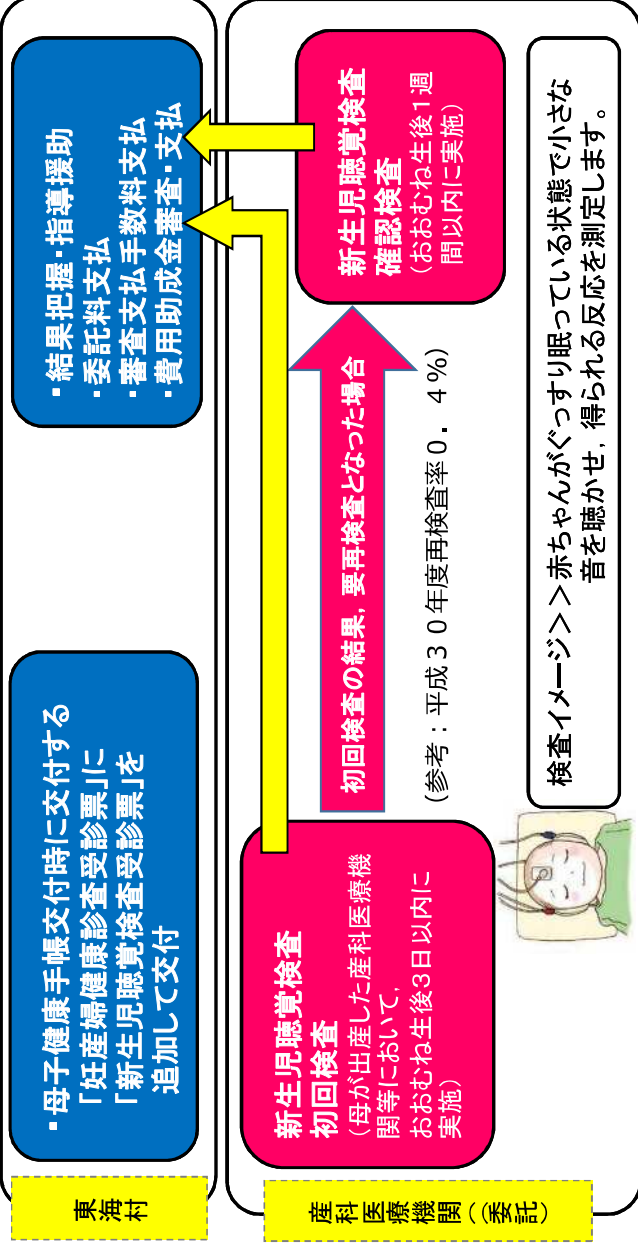 東海村
・母子健康手帳交付時に交付する
「妊産婦健康診査受診票」に
「新生児聴覚検査受診票」を
追加して交付
・結果把握・指導援助
・委託料支払
・審査支払手数料支払
・費用助成金審査・支払
産科医療機関（（委託）
新生児聴覚検査
初回検査
（母が出産した産科医療機
関等において，
おおむね生後3日以内に
実施）
初回検査の結果，要再検査となった場合
（参考：平成３０年度再検査率０．４%）
新生児聴覚検査
確認検査
（おおむね生後１週
間以内に実施）
検査イメージ＞＞赤ちゃんがぐっすり眠っている状態で小さな
音を聴かせ，得られる反応を測定します。